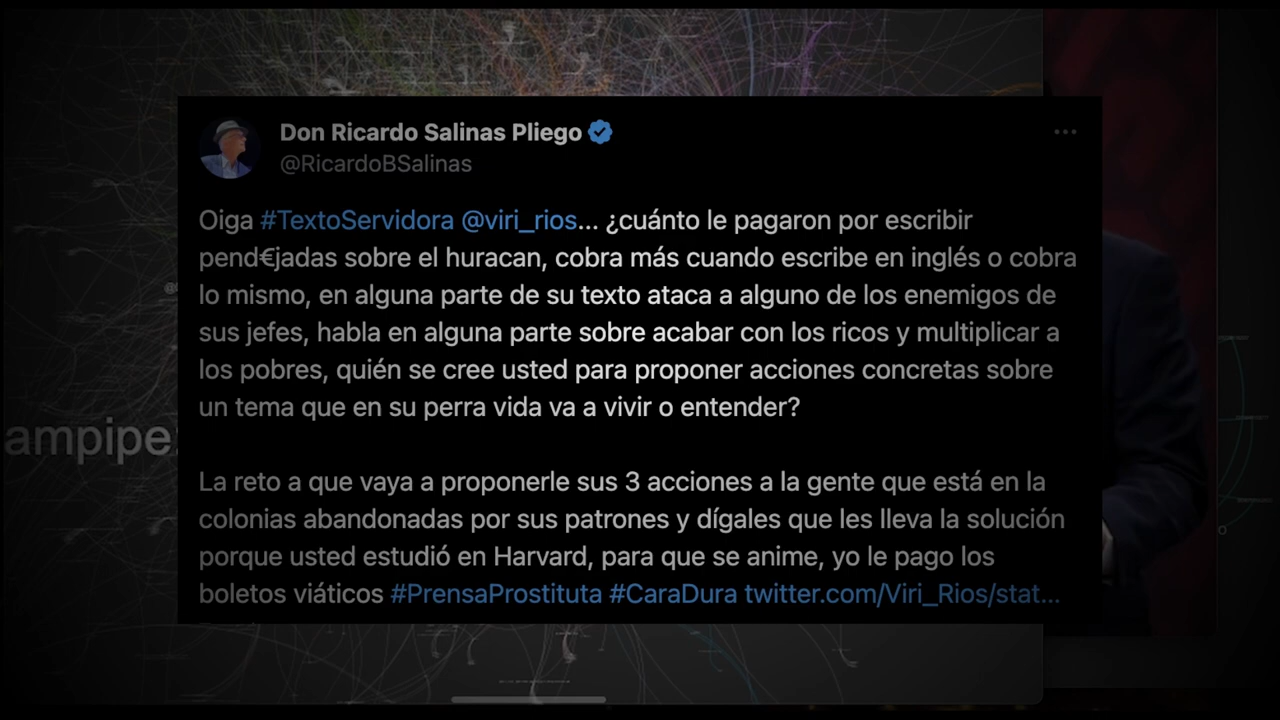 Don Ricardo Salinas Pliego
@RicardoBSalinas
Oiga #TextoServidora @viri_rios... ¿cuánto le pagaron por escribir
pend€jadas sobre el huracan, cobra más cuando escribe en inglés o cobra
lo mismo, en alguna parte de su texto ataca a alguno de los enemigos de
sus jefes, habla en alguna parte sobre acabar con los ricos y multiplicar a
los pobres, quién se cree usted para proponer acciones concretas sobre
un tema que en su perra vida va a vivir o entender?
La reto a que vaya a proponerle sus 3 acciones a la gente que está en la
colonias abandonadas por sus patrones y dígales que les lleva la solución
porque usted estudió en Harvard, para que se anime, yo le pago los
boletos viáticos #PrensaProstituta #CaraDura twitter.com/Viri_Rios/stat...
ampipe